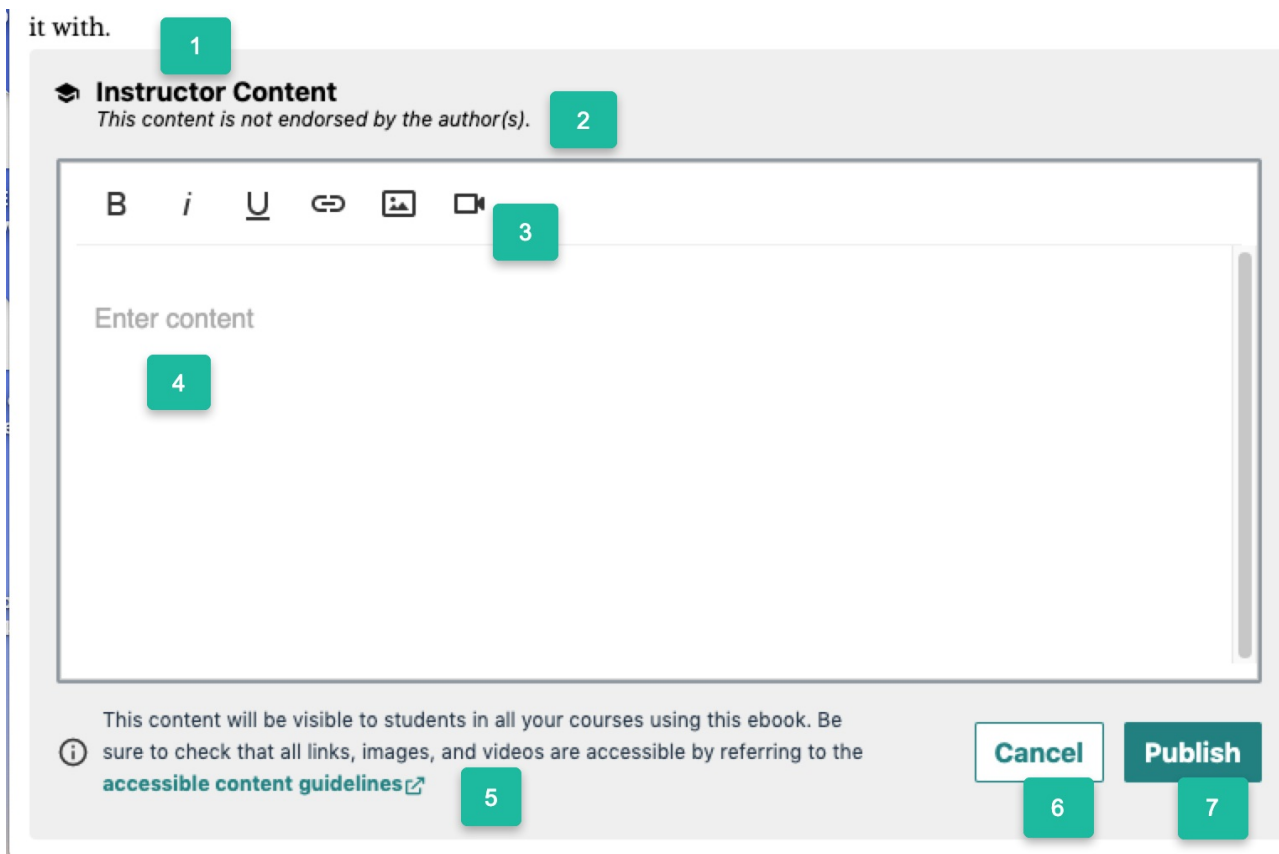 it with.
1
Instructor Content
This content is not endorsed by the author(s).
2
B i U
3
Enter content
4
This content will be visible to students in all your courses using this ebook. Be
sure to check that all links, images, and videos are accessible by referring to the
accessible content guidelines
5
Cancel
Publish
6
7